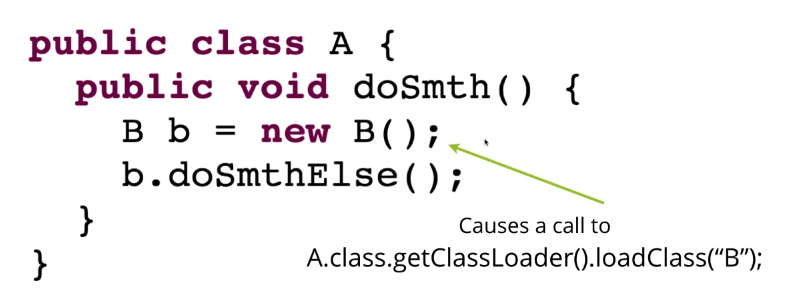 public class A {
public void doSmth() {
B b = new B();
b.doSmthElse();
}
}
Causes a call to
A.class.getClassLoader().loadClass(“B”);